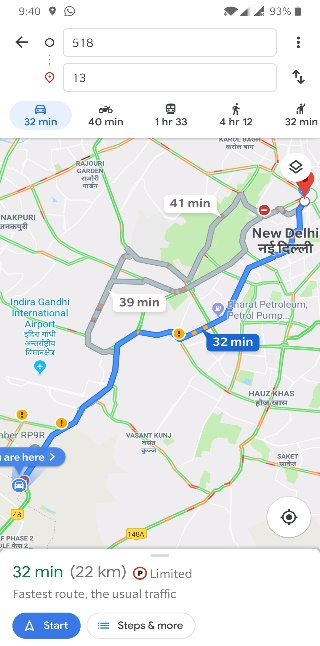 9:40
93%
518
13
32 min
40 min
1 hr 33
4 hr 12
32 min
KAROL BAGH
करोल बाग
RAJOURI
GARDEN
राजौरी
गार्डन
41 min
NAKPURI
जनकपुरी
New Delhi
नई दिल्ली
Indira Gandhi
International
Airport
इंदिरा गांधी
अन्तर्राष्ट्रीय
विमानक्षेत्र
39 min
Bharat Petroleum,
Petrol Pump...
32 min
HAUZ KHAS
हौज़ खास
mber RP9R
VASANT KUNJ
वसंत
कुञ्ज
SAKET
साकेत
are here >
48
148A
F PHASE 2
32 min (22 km) P Limited
Fastest route, the usual traffic
Start
Steps & more